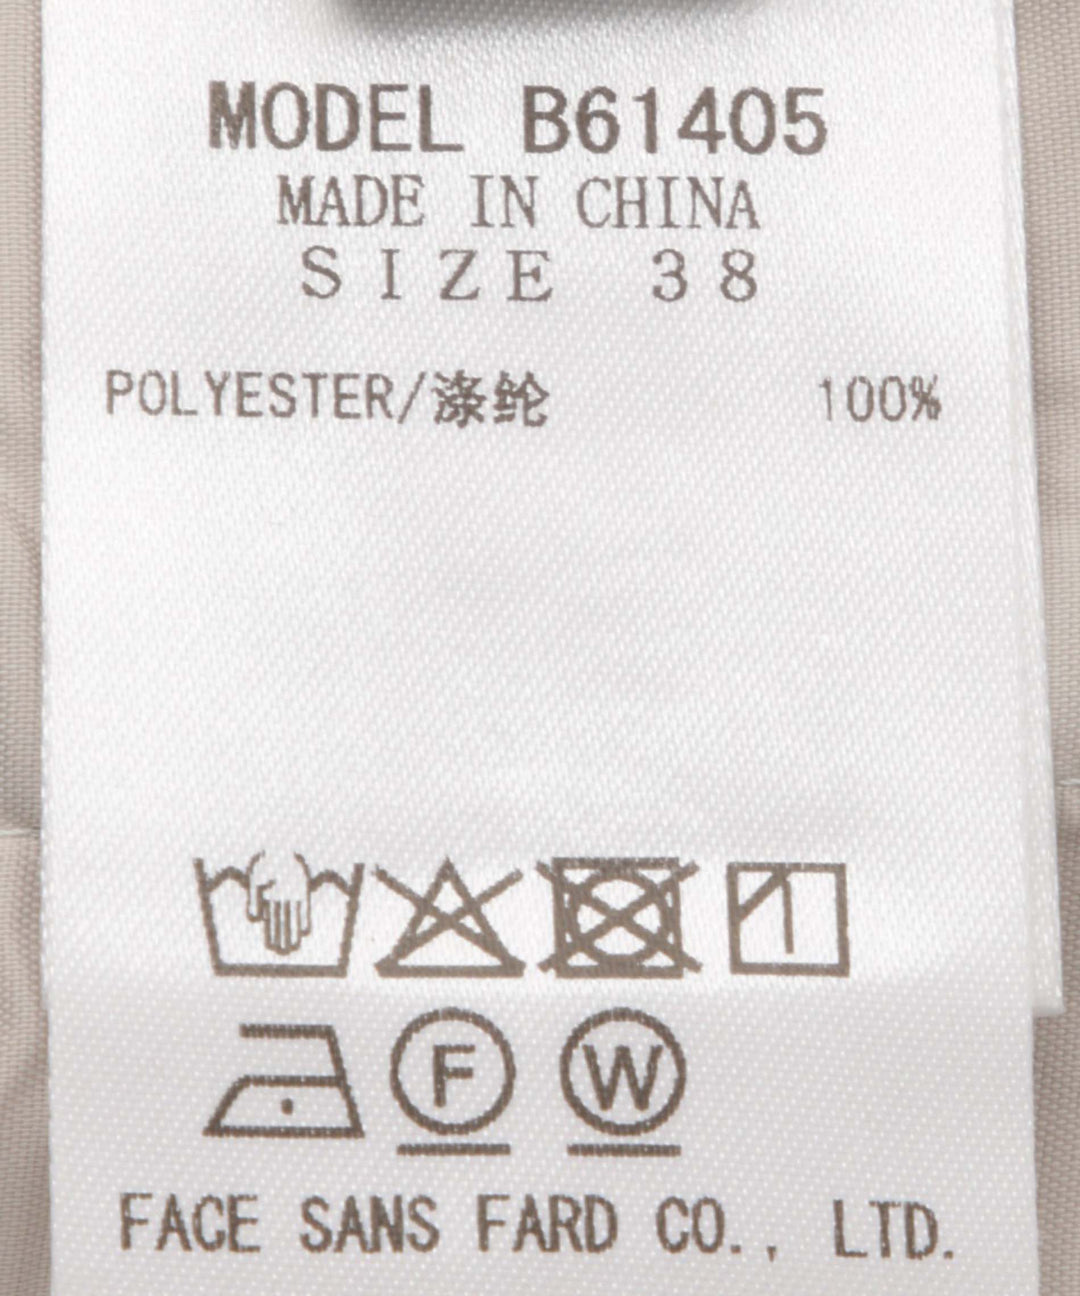 MODEL B61405
MADE IN CHINA
SIZE 38
POLYESTER/涤纶 100%
F W
FACE SANS FARD CO., LTD.